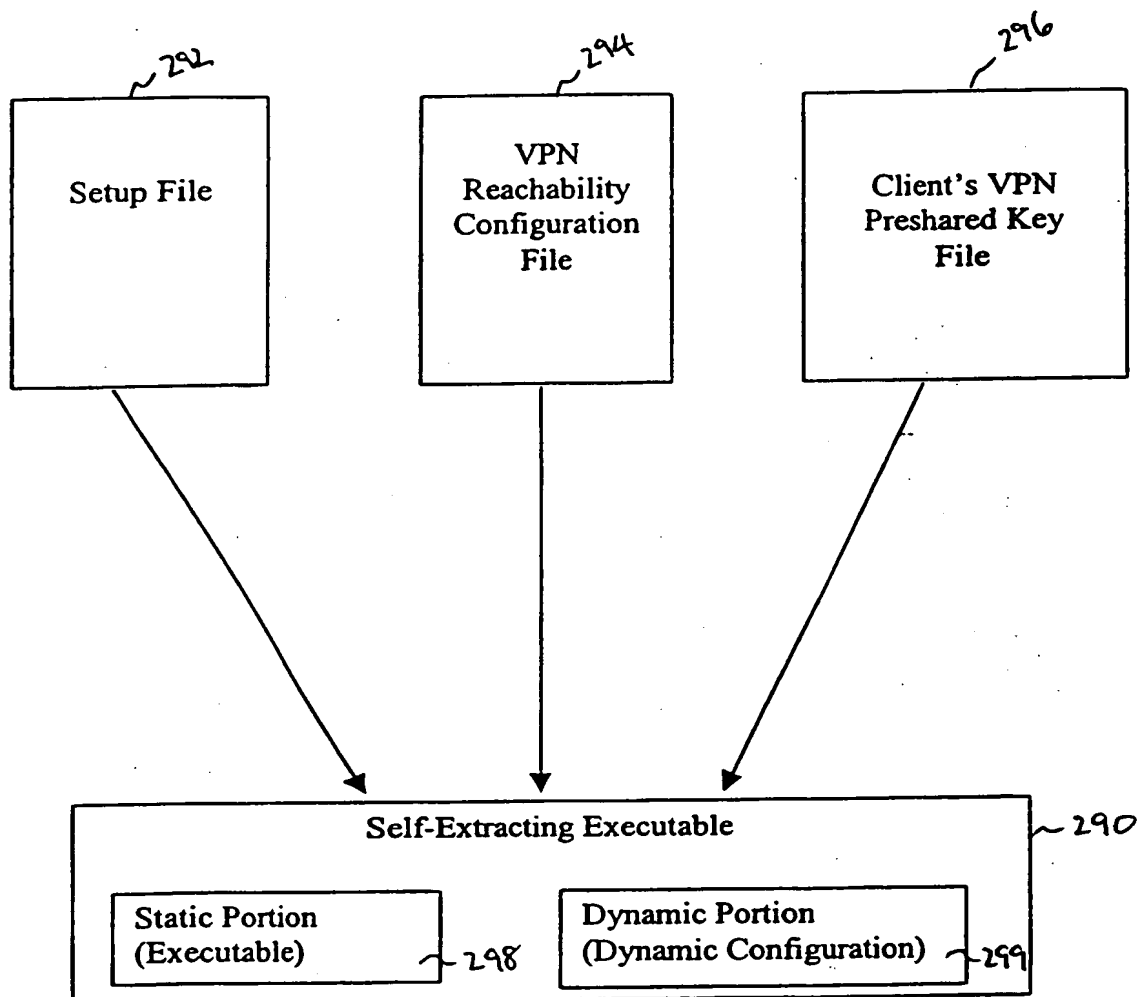 292
294
296
Setup File
VPN
Reachability
Configuration
File
Client's VPN
Preshared Key
File
Self-Extracting Executable
290
Static Portion
(Executable)
298
Dynamic Portion
(Dynamic Configuration)
299